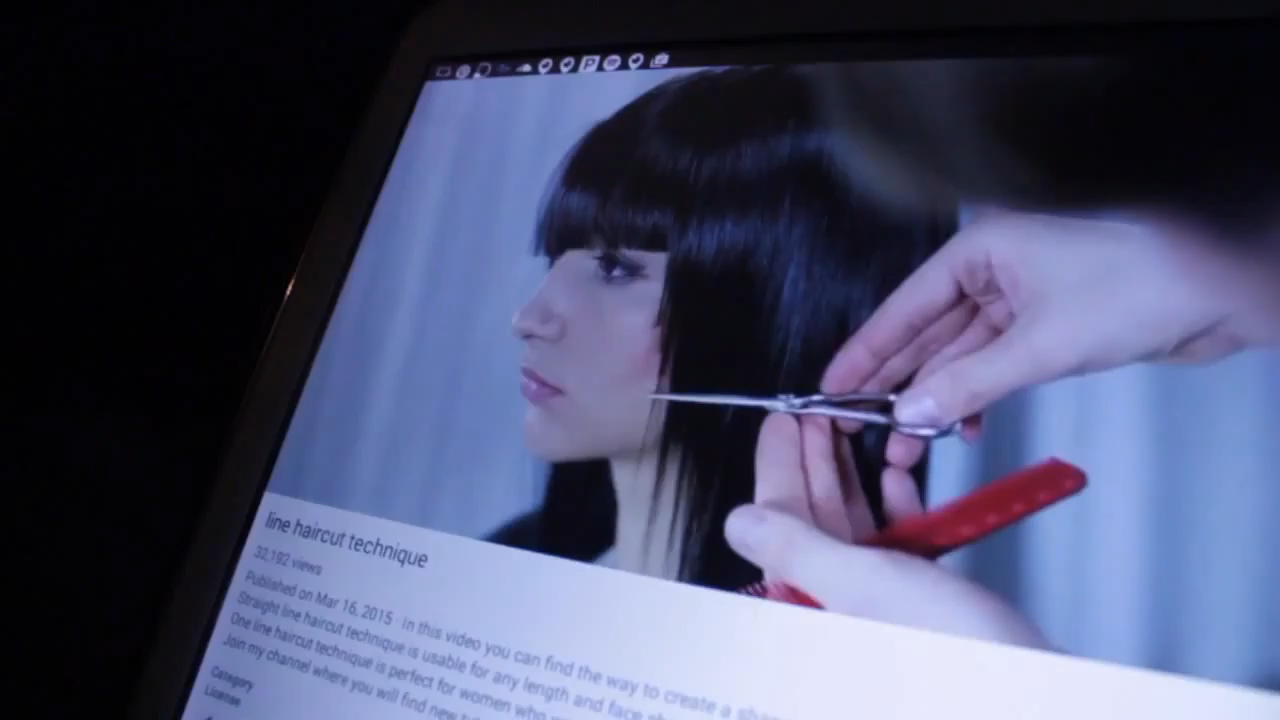 line haircut technique
32,192 views
Published on Mar 16, 2015 · In this video you can find the way to create a
Straight line haircut technique is usable for any length and face
One line haircut technique is perfect for women who
Join my channel where you will find new
Category
License